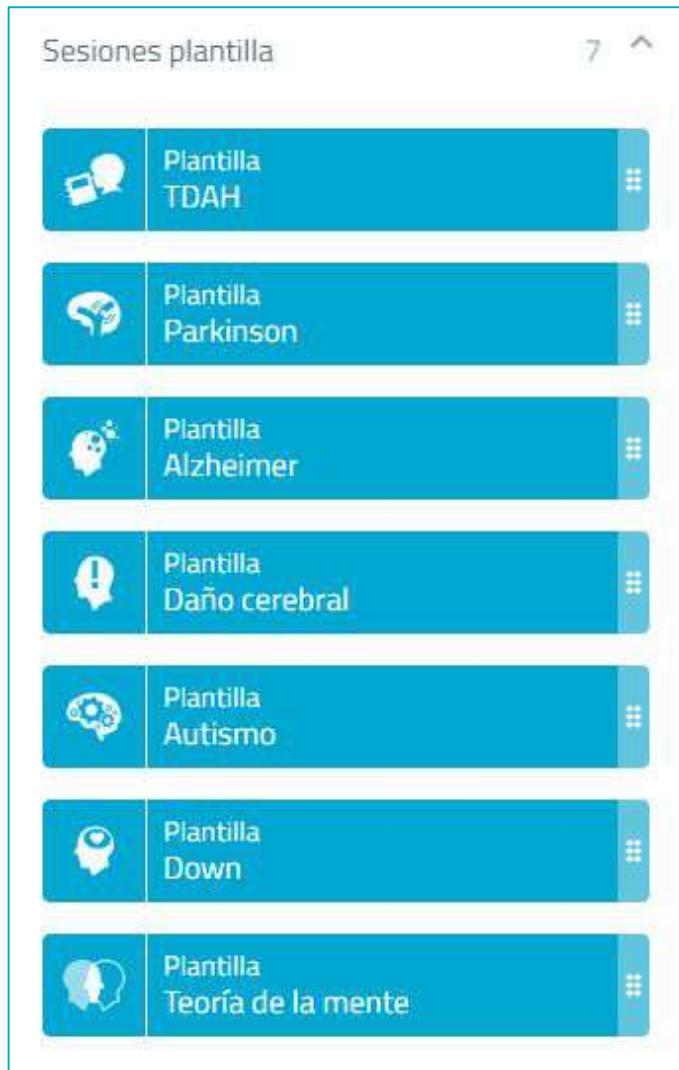 Sesiones plantilla 7
Plantilla
TDAH
Plantilla
Parkinson
Plantilla
Alzheimer
Plantilla
Daño cerebral
Plantilla
Autismo
Plantilla
Down
Plantilla
Teoría de la mente